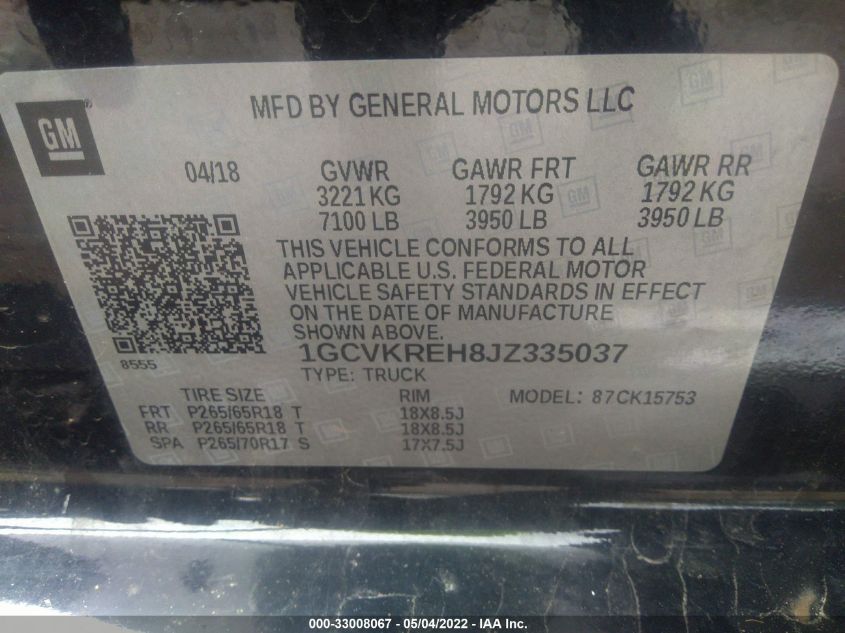 GM
MFD BY GENERAL MOTORS LLC
04/18 GVWR GAWR FRT GAWR RR
3221 KG 1792 KG 1792 KG
7100 LB 3950 LB 3950 LB
THIS VEHICLE CONFORMS TO ALL
APPLICABLE U.S. FEDERAL MOTOR
VEHICLE SAFETY STANDARDS IN EFFECT
ON THE DATE OF MANUFACTURE
SHOWN ABOVE.
8555
1GCVKREH8JZ335037
TYPE: TRUCK
TIRE SIZE RIM MODEL: 87CK15753
FRT P265/65R18 T 18X8.5J
RR P265/65R18 T 18X8.5J
SPA P265/70R17 S 17X7.5J
000-33008067 - 05/04/2022 - IAA Inc.